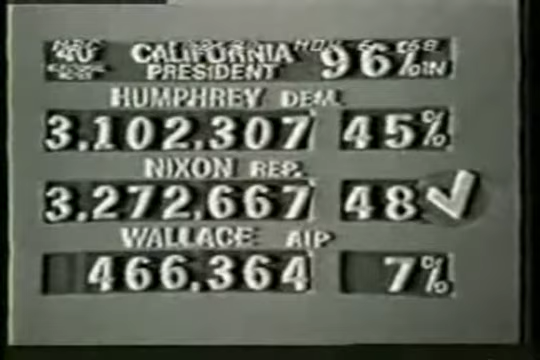 40 CALIFORNIA 96% IN
PRESIDENT
HUMPHREY DEM.
3,102,307 45%
NIXON REP.
3,272,667 48
WALLACE AIP
466,364 7%